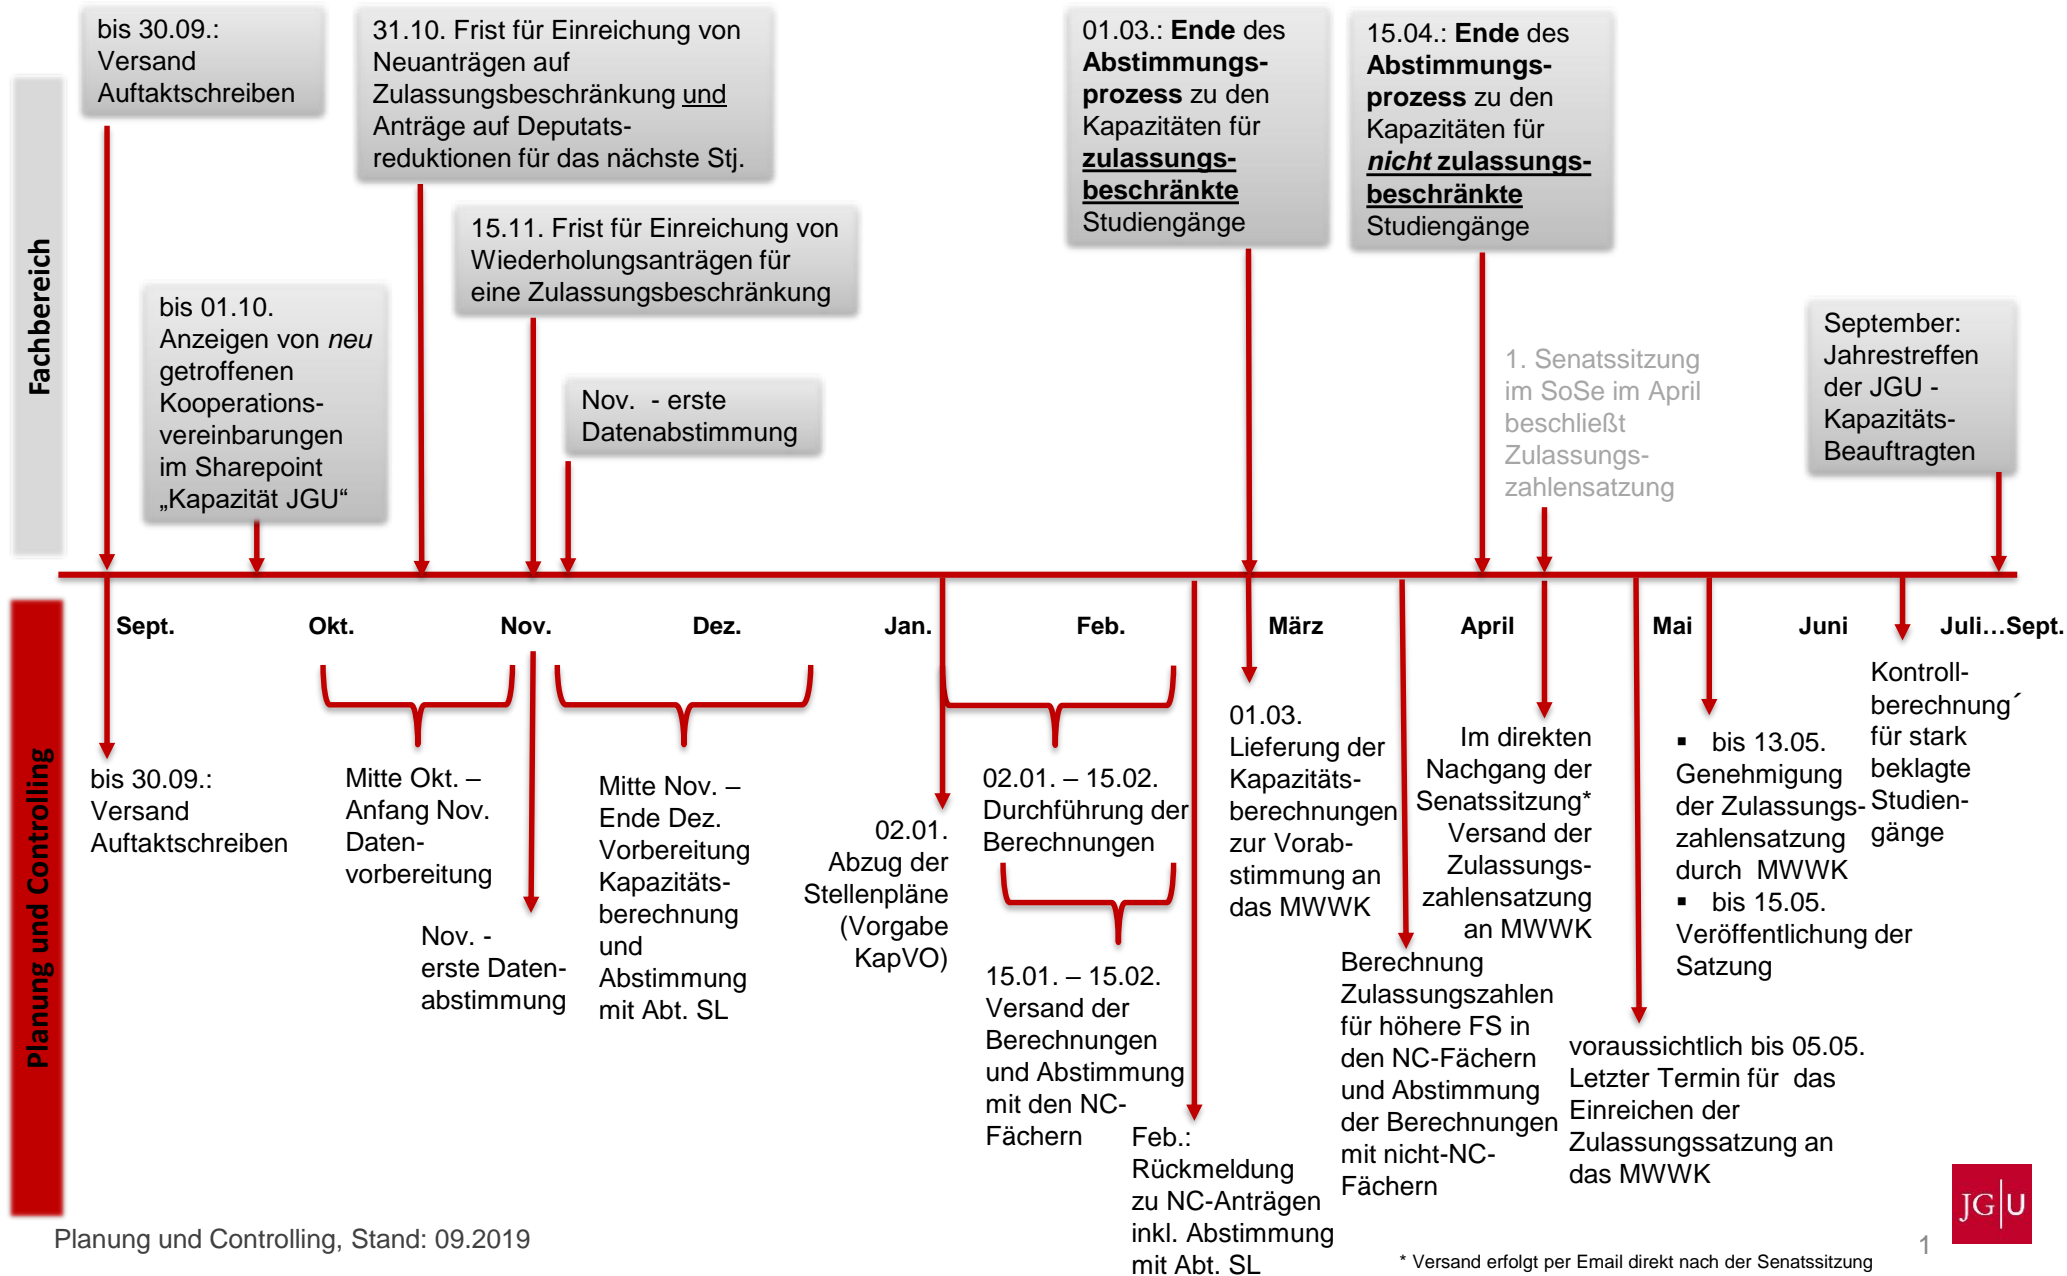 bis 30.09.:
Versand
Auftaktschreiben
31.10. Frist für Einreichung von
Neuanträgen auf
Zulassungsbeschränkung und
Anträge auf Deputats-
reduktionen für das nächste Stj.
01.03.: Ende des
Abstimmungs-
prozess zu den
Kapazitäten für
zulassungs-
beschränkte
Studiengänge
15.04.: Ende des
Abstimmungs-
prozess zu den
Kapazitäten für
nicht zulassungs-
beschränkte
Studiengänge
15.11. Frist für Einreichung von
Wiederholungsanträgen für
eine Zulassungsbeschränkung
Fachbereich
bis 01.10.
Anzeigen von neu
getroffenen
Kooperations-
vereinbarungen
im Sharepoint
„Kapazität JGU“
Nov.  - erste
Datenabstimmung
1. Senatssitzung
im SoSe im April
beschließt
Zulassungs-
zahlensatzung
September:
Jahrestreffen
der JGU -
Kapazitäts-
Beauftragten
Sept. Okt. Nov. Dez. Jan. Feb. März April Mai Juni Juli…Sept.
Planung und Controlling
bis 30.09.:
Versand
Auftaktschreiben
Mitte Okt. –
Anfang Nov.
Daten-
vorbereitung
Nov. -
erste Daten-
abstimmung
Mitte Nov. –
Ende Dez.
Vorbereitung
Kapazitäts-
berechnung
und
Abstimmung
mit Abt. SL
02.01.
Abzug der
Stellenpläne
(Vorgabe
KapVO)
02.01. – 15.02.
Durchführung der
Berechnungen
15.01. – 15.02.
Versand der
Berechnungen
und Abstimmung
mit den NC-
Fächern
Feb.:
Rückmeldung
zu NC-Anträgen
inkl. Abstimmung
mit Abt. SL
01.03.
Lieferung der
Kapazitäts-
berechnungen
zur Vorab-
stimmung an
das MWWK
Berechnung
Zulassungszahlen
für höhere FS in
den NC-Fächern
und Abstimmung
der Berechnungen
mit nicht-NC-
Fächern
Im direkten
Nachgang der
Senatssitzung*
Versand der
Zulassungs-
zahlensatzung
an MWWK
voraussichtlich bis 05.05.
Letzter Termin für  das
Einreichen der
Zulassungssatzung an
das MWWK
▪ bis 13.05.
Genehmigung
der Zulassungs-
zahlensatzung
durch  MWWK
▪ bis 15.05.
Veröffentlichung der
Satzung
Kontroll-
berechnung´
für stark
beklagte
Studien-
gänge
Planung und Controlling, Stand: 09.2019
* Versand erfolgt per Email direkt nach der Senatssitzung
1
JG|U